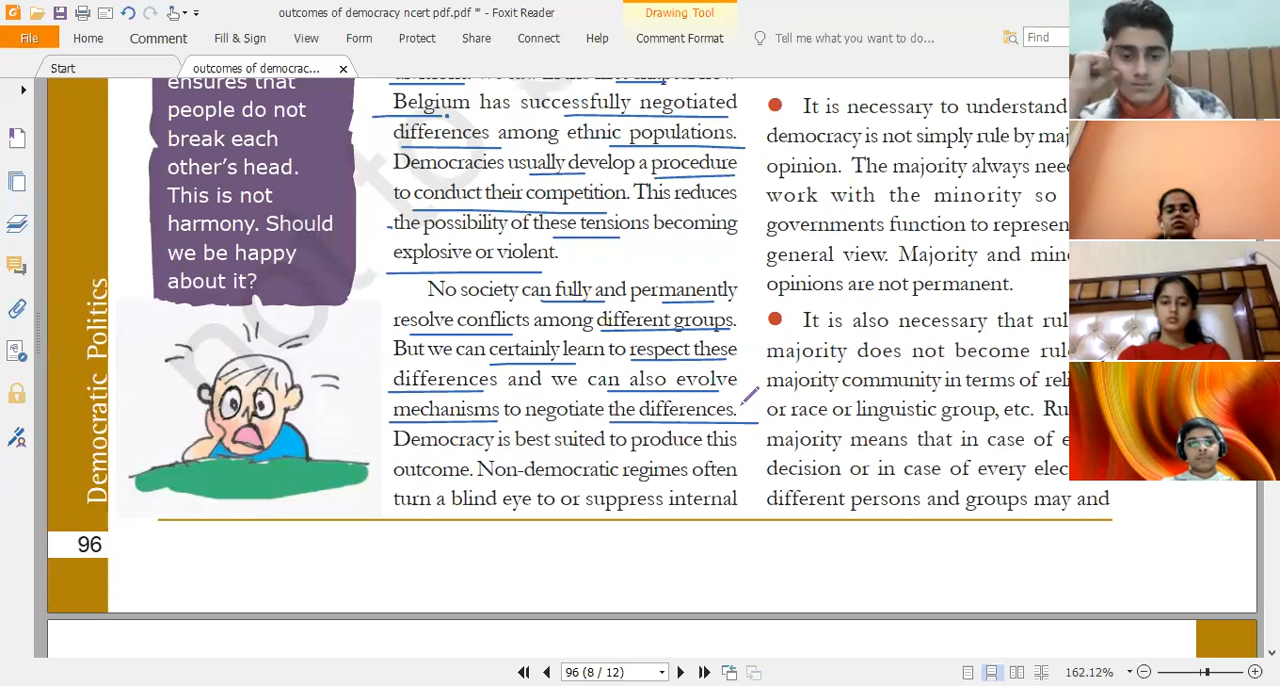 outcomes of democracy ncert pdf.pdf * - Foxit Reader
Drawing Tool
File Home Comment Fill & Sign View Form Protect Share Connect Help Comment Format Tell me what you want to do... Find
Start outcomes of democrac...
ensures that
people do not
break each
other's head.
This is not
harmony. Should
we be happy
about it?
Democratic Politics
96
Belgium has successfully negotiated
differences among ethnic populations.
Democracies usually develop a procedure
to conduct their competition. This reduces
the possibility of these tensions becoming
explosive or violent.
No society can fully and permanently
resolve conflicts among different groups.
But we can certainly learn to respect these
differences and we can also evolve
mechanisms to negotiate the differences.
Democracy is best suited to produce this
outcome. Non-democratic regimes often
turn a blind eye to or suppress internal
It is necessary to understand
democracy is not simply rule by maj
opinion. The majority always nee
work with the minority so
governments function to represen
general view. Majority and min
opinions are not permanent.
It is also necessary that rul
majority does not become rul
majority community in terms of reli
or race or linguistic group, etc. Ru
majority means that in case of e
decision or in case of every elec
different persons and groups may and
not to
96 (8 / 12)
162.12%